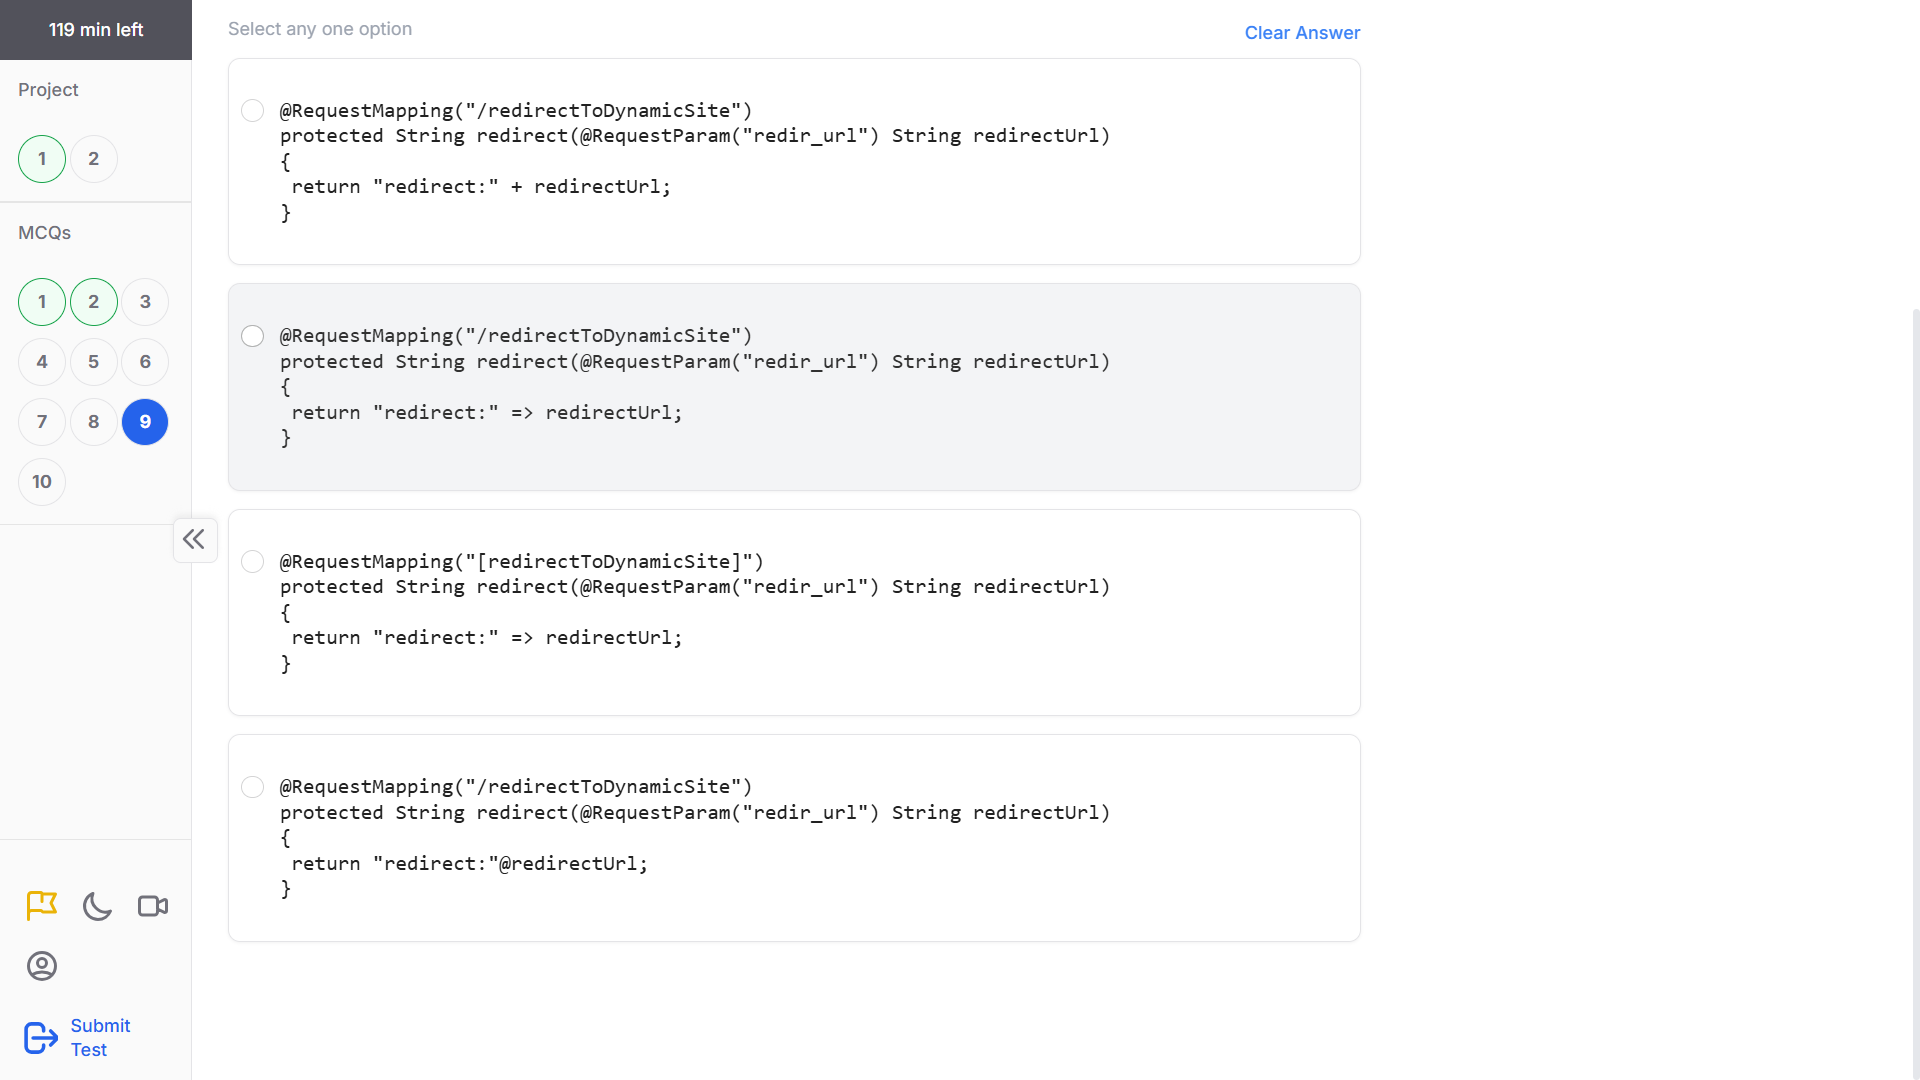 119 min left
Project
1
2
MCQs
1
2
3
4
5
6
7
8
9
10
Submit
Test
Select any one option
Clear Answer
@RequestMapping("/redirectToDynamicSite")
protected String redirect(@RequestParam("redir_url") String redirectUrl)
{
 return "redirect:" + redirectUrl;
}
@RequestMapping("/redirectToDynamicSite")
protected String redirect(@RequestParam("redir_url") String redirectUrl)
{
 return "redirect:" => redirectUrl;
}
@RequestMapping("[redirectToDynamicSite]")
protected String redirect(@RequestParam("redir_url") String redirectUrl)
{
 return "redirect:" => redirectUrl;
}
@RequestMapping("/redirectToDynamicSite")
protected String redirect(@RequestParam("redir_url") String redirectUrl)
{
 return "redirect:"@redirectUrl;
}